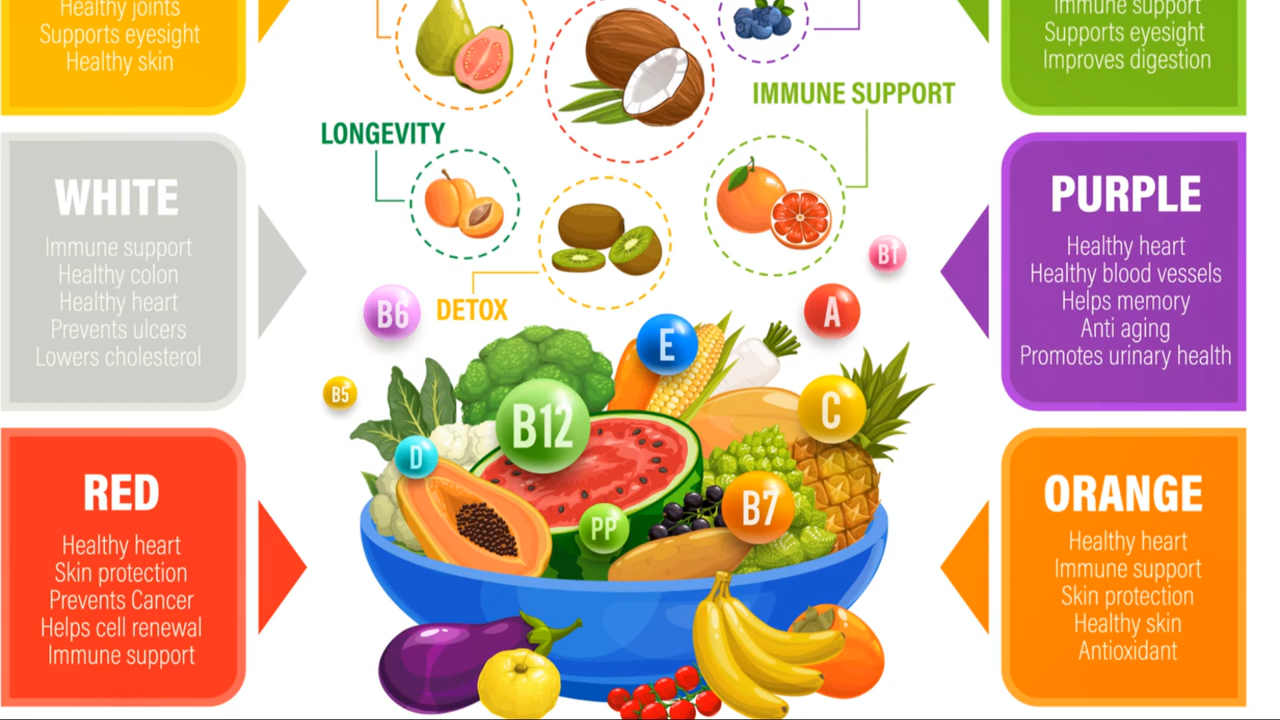 Healthy joints
Supports eyesight
Healthy skin
Immune support
Supports eyesight
Improves digestion
IMMUNE SUPPORT
LONGEVITY
DETOX
WHITE
Immune support
Healthy colon
Healthy heart
Prevents ulcers
Lowers cholesterol
PURPLE
Healthy heart
Healthy blood vessels
Helps memory
Anti aging
Promotes urinary health
B1
B6
A
E
B5
C
B12
D
B7
PP
RED
Healthy heart
Skin protection
Prevents Cancer
Helps cell renewal
Immune support
ORANGE
Healthy heart
Immune support
Skin protection
Healthy skin
Antioxidant